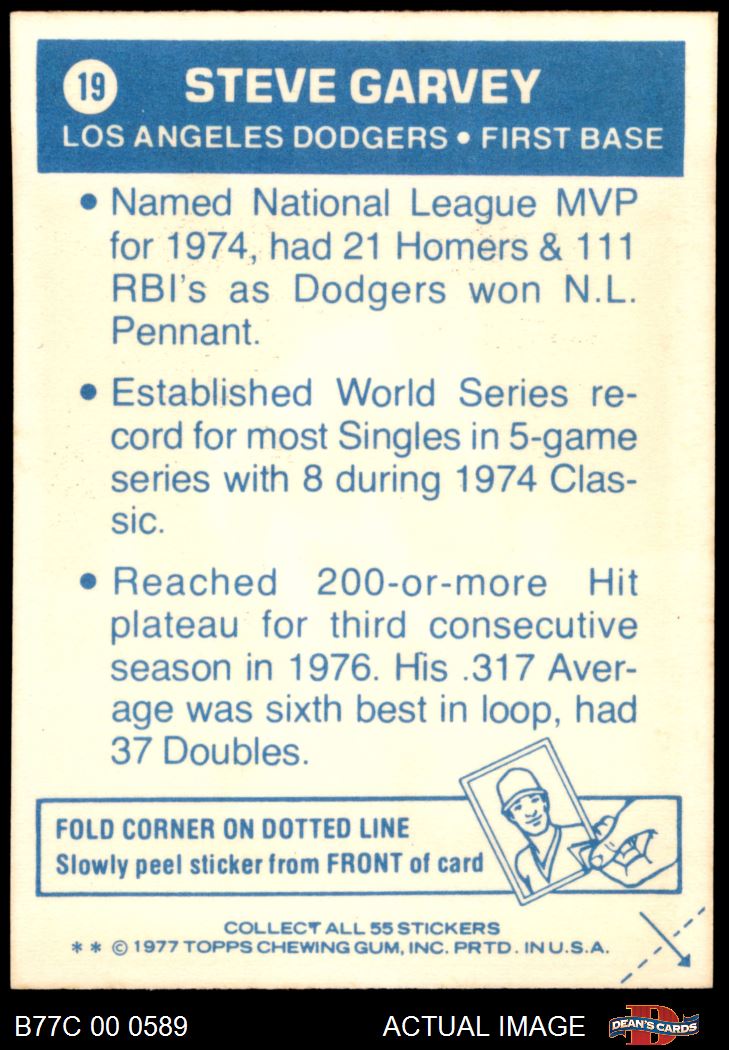 19 STEVE GARVEY
LOS ANGELES DODGERS • FIRST BASE
• Named National League MVP
for 1974, had 21 Homers & 111
RBI's as Dodgers won N.L.
Pennant.
• Established World Series re-
cord for most Singles in 5-game
series with 8 during 1974 Clas-
sic.
• Reached 200-or-more Hit
plateau for third consecutive
season in 1976. His .317 Aver-
age was sixth best in loop, had
37 Doubles.
FOLD CORNER ON DOTTED LINE
Slowly peel sticker from FRONT of card
COLLECT ALL 55 STICKERS
* * © 1977 TOPPS CHEWING GUM, INC. PRTD. IN U.S.A.
B77C 00 0589 ACTUAL IMAGE D DEAN'S CARDS